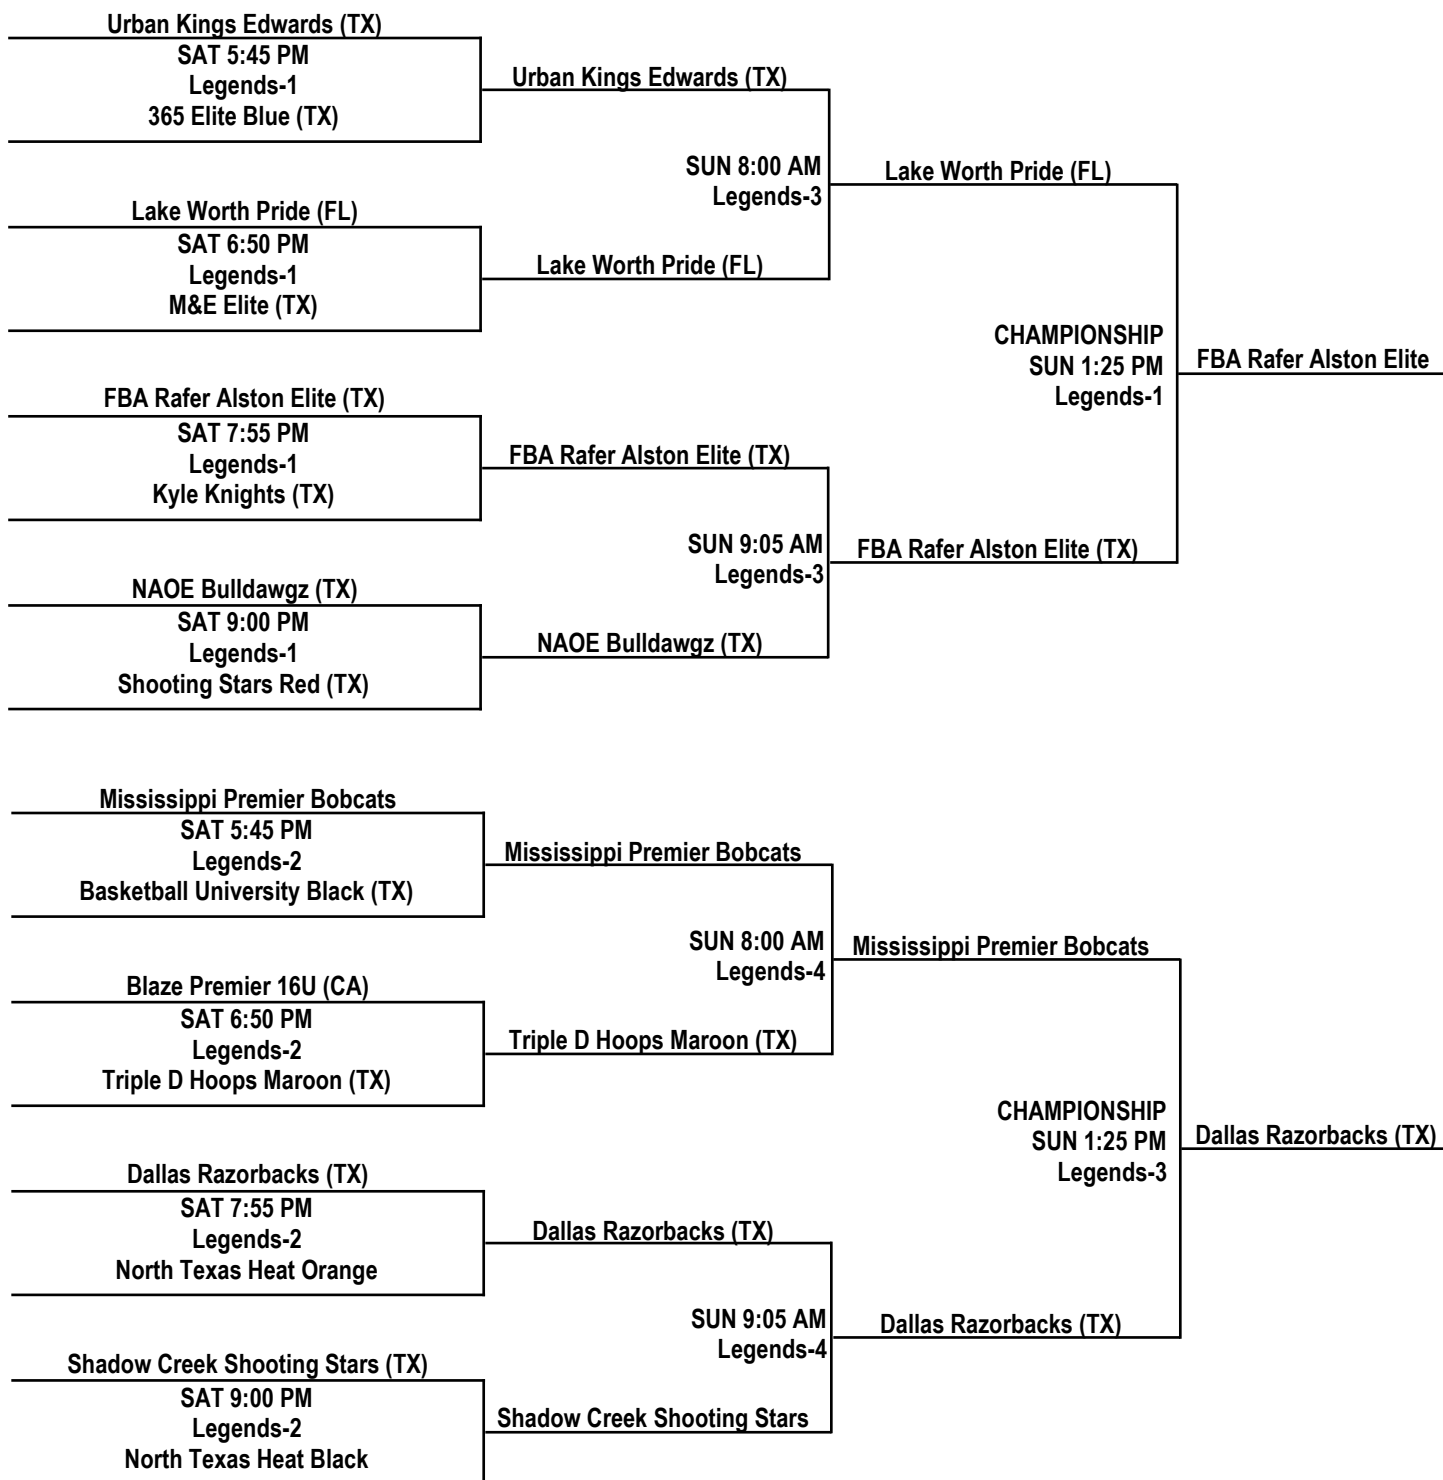 Urban Kings Edwards (TX)
SAT 5:45 PM
Legends-1
365 Elite Blue (TX)
Urban Kings Edwards (TX)
SUN 8:00 AM
Legends-3
Lake Worth Pride (FL)
Lake Worth Pride (FL)
SAT 6:50 PM
Legends-1
M&E Elite (TX)
Lake Worth Pride (FL)
CHAMPIONSHIP
SUN 1:25 PM
Legends-1
FBA Rafer Alston Elite
FBA Rafer Alston Elite (TX)
SAT 7:55 PM
Legends-1
Kyle Knights (TX)
FBA Rafer Alston Elite (TX)
SUN 9:05 AM
Legends-3
FBA Rafer Alston Elite (TX)
NAOE Bulldawgz (TX)
SAT 9:00 PM
Legends-1
Shooting Stars Red (TX)
NAOE Bulldawgz (TX)
Mississippi Premier Bobcats
SAT 5:45 PM
Legends-2
Basketball University Black (TX)
Mississippi Premier Bobcats
SUN 8:00 AM
Legends-4
Mississippi Premier Bobcats
Blaze Premier 16U (CA)
SAT 6:50 PM
Legends-2
Triple D Hoops Maroon (TX)
Triple D Hoops Maroon (TX)
CHAMPIONSHIP
SUN 1:25 PM
Legends-3
Dallas Razorbacks (TX)
Dallas Razorbacks (TX)
SAT 7:55 PM
Legends-2
North Texas Heat Orange
Dallas Razorbacks (TX)
SUN 9:05 AM
Legends-4
Dallas Razorbacks (TX)
Shadow Creek Shooting Stars (TX)
SAT 9:00 PM
Legends-2
North Texas Heat Black
Shadow Creek Shooting Stars